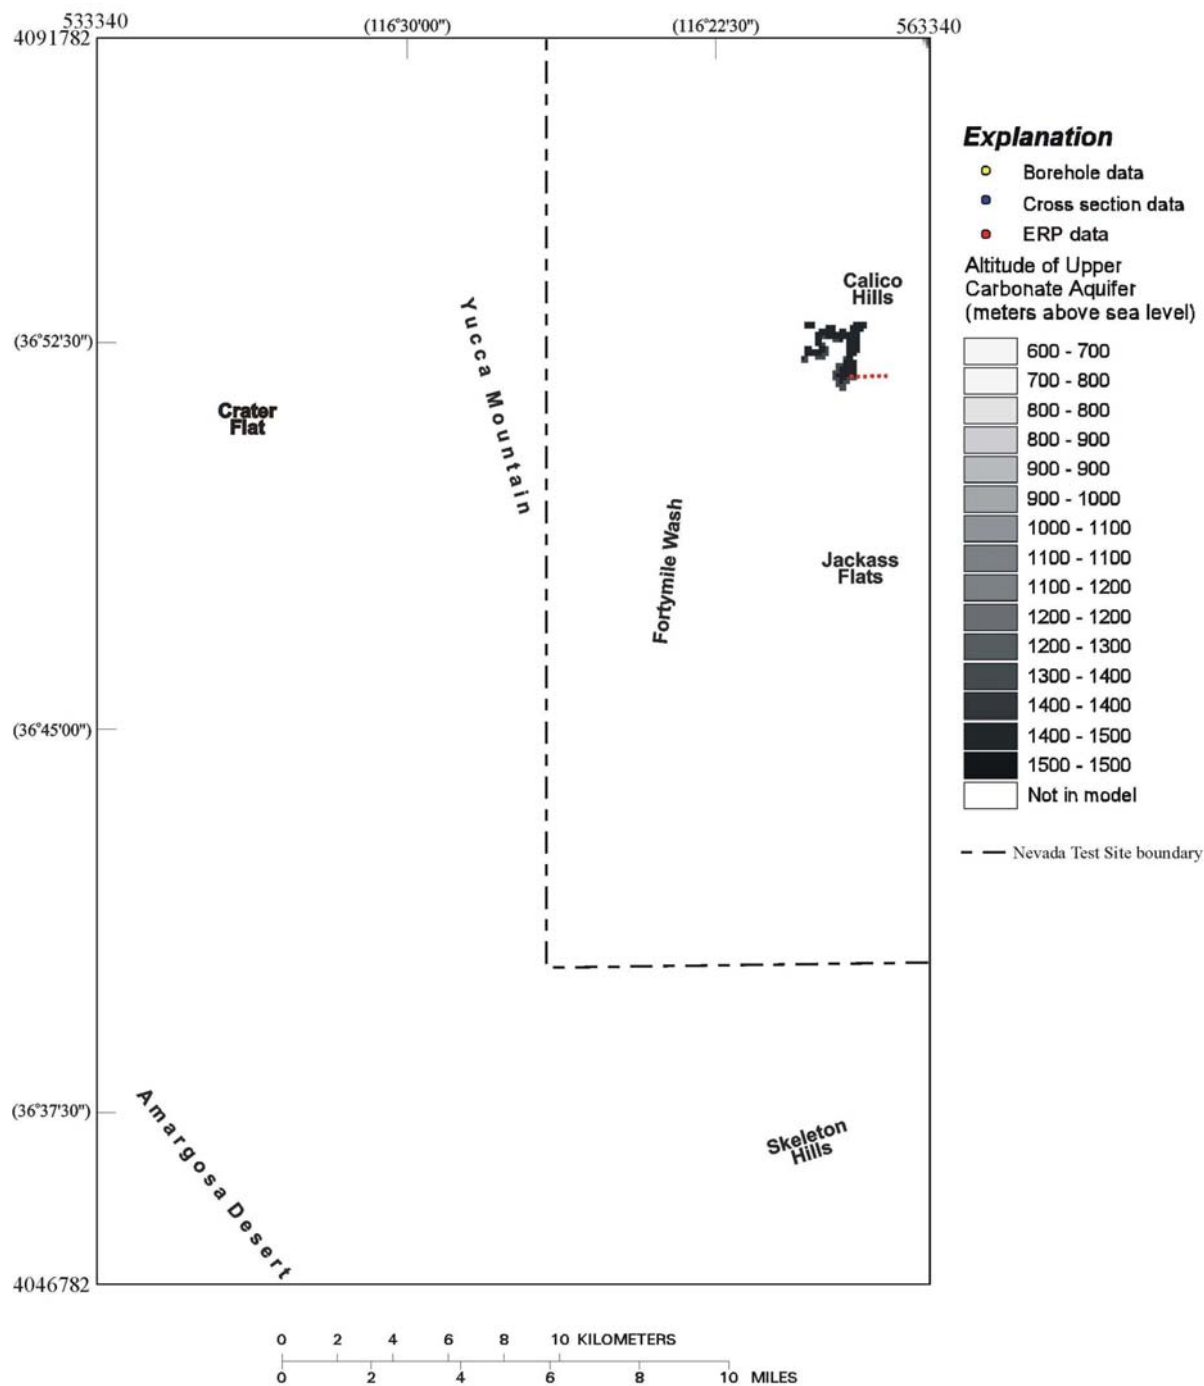 533340
(116°30'00")
(116°22'30")
563340
4091782
Explanation
Borehole data
Cross section data
ERP data
Altitude of Upper
Carbonate Aquifer
(meters above sea level)
600 - 700
700 - 800
800 - 800
800 - 900
900 - 900
900 - 1000
1000 - 1100
1100 - 1100
1100 - 1200
1200 - 1200
1200 - 1300
1300 - 1400
1400 - 1400
1400 - 1500
1500 - 1500
Not in model
Nevada Test Site boundary
Calico
Hills
(36°52'30")
Yucca Mountain
Crater
Flat
Fortymile Wash
Jackass
Flats
(36°45'00")
(36°37'30")
Amargosa Desert
Skeleton
Hills
4046782
0 2 4 6 8 10 KILOMETERS
0 2 4 6 8 10 MILES